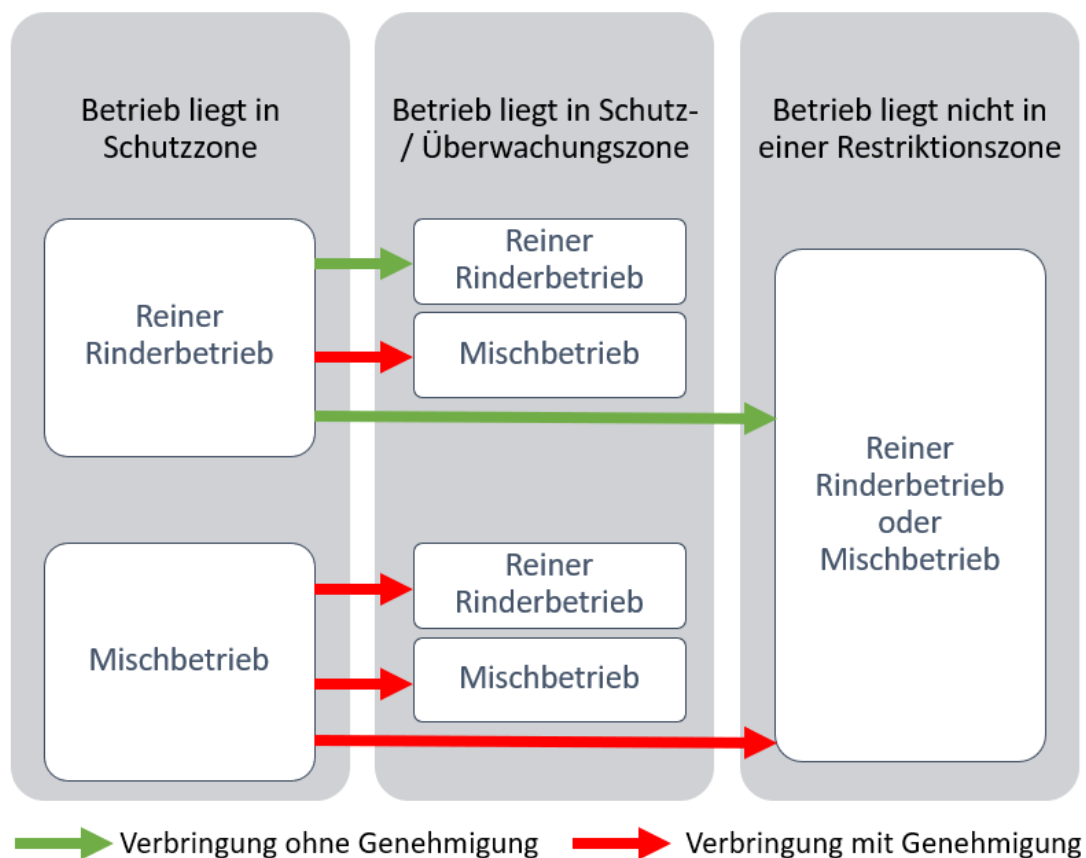 Betrieb liegt in
Schutzzone
Betrieb liegt in Schutz-
/ Überwachungszone
Betrieb liegt nicht in
einer Restriktionszone
Reiner
Rinderbetrieb
Reiner
Rinderbetrieb
Mischbetrieb
Reiner
Rinderbetrieb
oder
Mischbetrieb
Mischbetrieb
Reiner
Rinderbetrieb
Mischbetrieb
Verbringung ohne Genehmigung
Verbringung mit Genehmigung